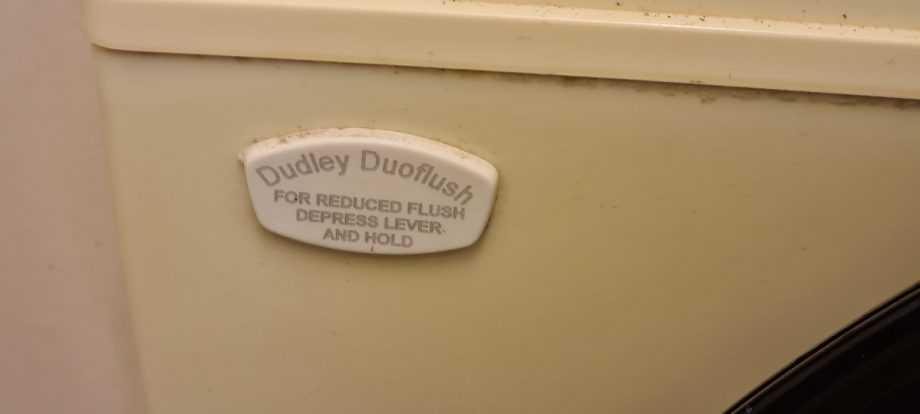 Dudley Duoflush
FOR REDUCED FLUSH
DEPRESS LEVER
AND HOLD